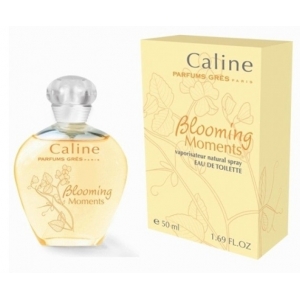 Caline
PARFUMS GRÈS PARIS
Blooming
Moments
Caline
PARFUMS GRÈS PARIS
Blooming
Moments
vaporisateur natural spray
EAU DE TOILETTE
e 50 ml
1.69 FL.OZ